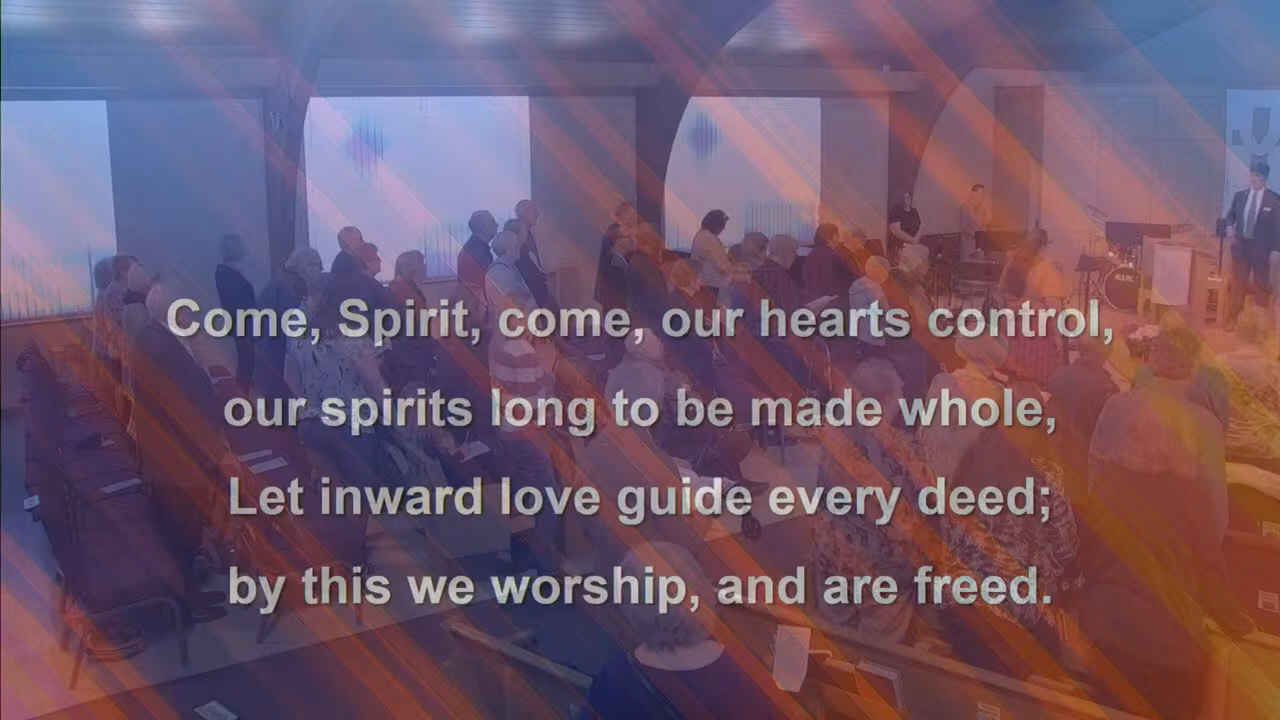 Come, Spirit, come, our hearts control,
our spirits long to be made whole,
Let inward love guide every deed;
by this we worship, and are freed.